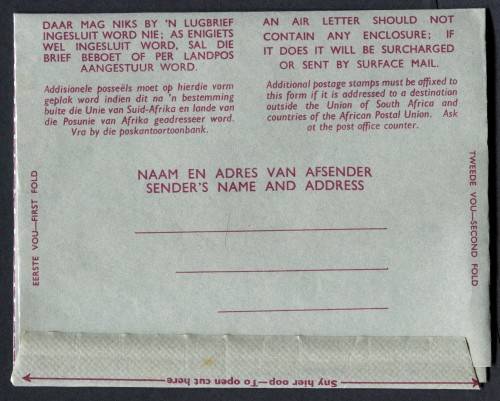 DAAR MAG NIKS BY 'N LUGBRIEF
INGESLUIT WORD NIE; AS ENIGIETS
WEL INGESLUIT WORD, SAL DIE
BRIEF BEBOET OF PER LANDPOS
AANGESTUUR WORD.
Addisionele posseëls moet op hierdie vorm
geplak word indien dit na 'n bestemming
buite die Unie van Suid-Afrika en lande van
die Posunie van Afrika geadresseer word.
Vra by die poskantoortoonbank.
AN AIR LETTER SHOULD NOT
CONTAIN ANY ENCLOSURE; IF
IT DOES IT WILL BE SURCHARGED
OR SENT BY SURFACE MAIL.
Additional postage stamps must be affixed to
this form if it is addressed to a destination
outside the Union of South Africa and
countries of the African Postal Union. Ask
at the post office counter.
NAAM EN ADRES VAN AFSENDER
SENDER'S NAME AND ADDRESS
EERSTE VOU—FIRST FOLD
TWEEDE VOU—SECOND FOLD
Sny hier oop—To open cut here